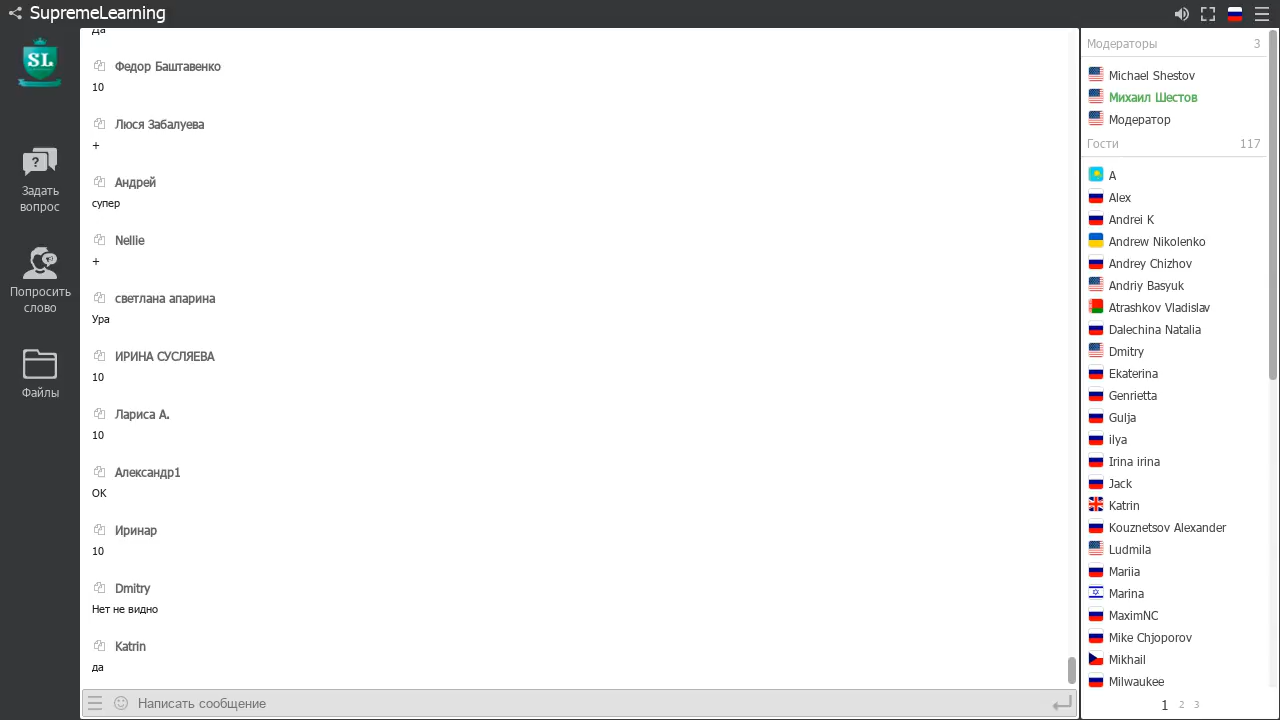 SupremeLearning
SL
Задать
вопрос
Попросить
слово
Файлы
Да
Федор Баштавенко
10
Люся Забалуева
+
Андрей
супер
Nellie
+
светлана апарина
Ура
ИРИНА СУСЛЯЕВА
10
Лариса А.
10
Александр1
ОК
Иринар
10
Dmitry
Нет не видно
Katrin
да
Написать сообщение
Модераторы 3
Michael Shestov
Михаил Шестов
Модератор
Гости 117
A
Alex
Andrei K
Andrew Nikotenko
Andrey Chizhov
Andriy Basyuk
Atrashkov Vladislav
Dalechina Natalia
Dmitry
Ekaterina
Genrietta
Gulja
ilya
Irina irina
Jack
Katrin
Kouznetsov Alexander
Ludmila
Mariia
Marina
MaximNC
Mike Chjoporov
Mikhail
Milwaukee
1 2 3